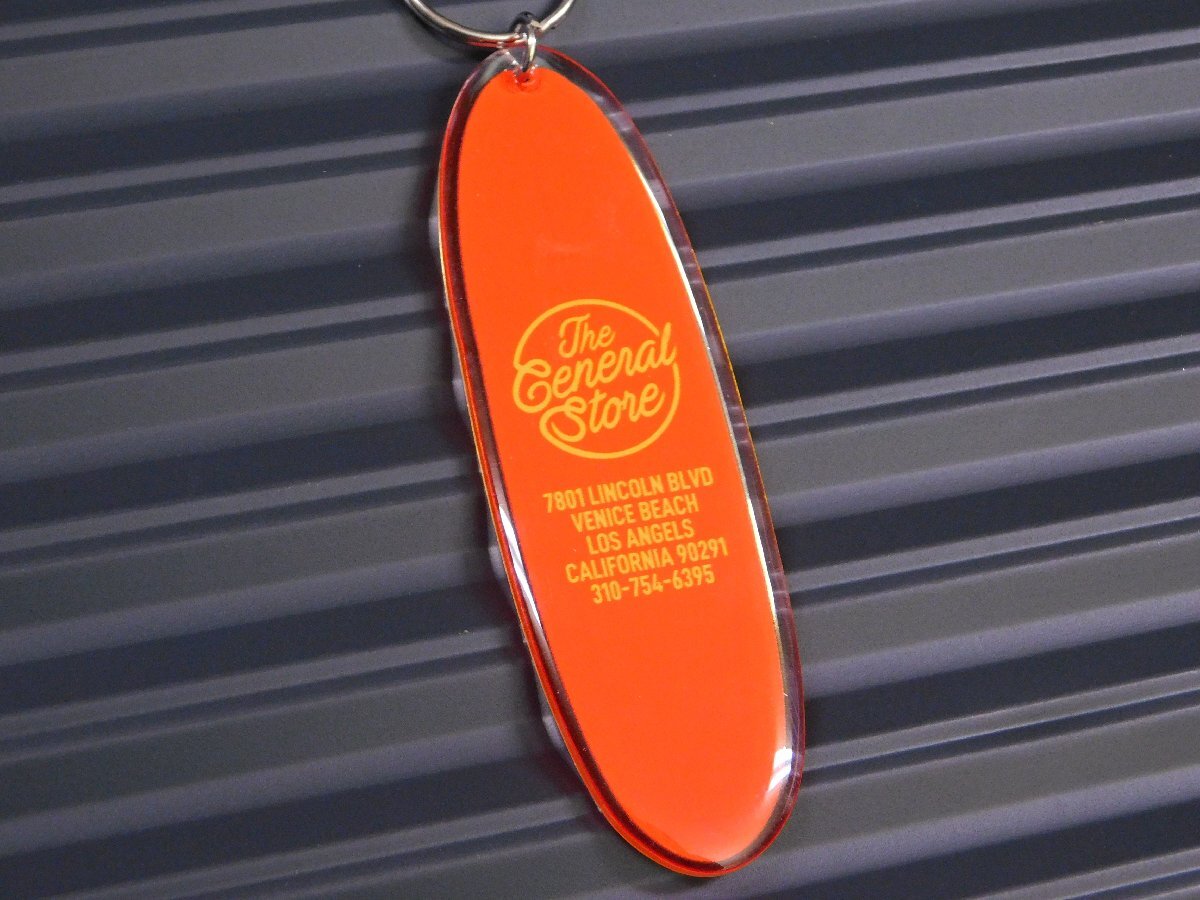 The
General
Store
7801 LINCOLN BLVD
VENICE BEACH
LOS ANGELS
CALIFORNIA 90291
310-754-6395